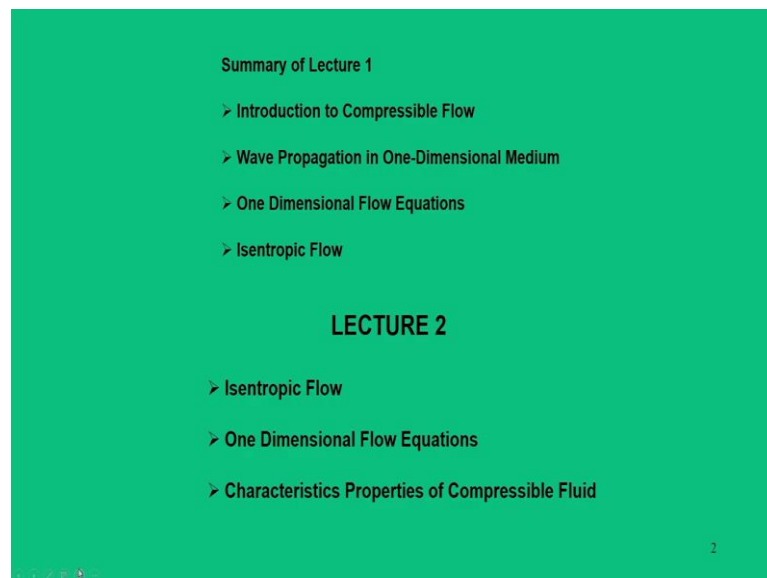 Summary of Lecture 1
➢ Introduction to Compressible Flow
➢ Wave Propagation in One-Dimensional Medium
➢ One Dimensional Flow Equations
➢ Isentropic Flow
LECTURE 2
➢ Isentropic Flow
➢ One Dimensional Flow Equations
➢ Characteristics Properties of Compressible Fluid
2